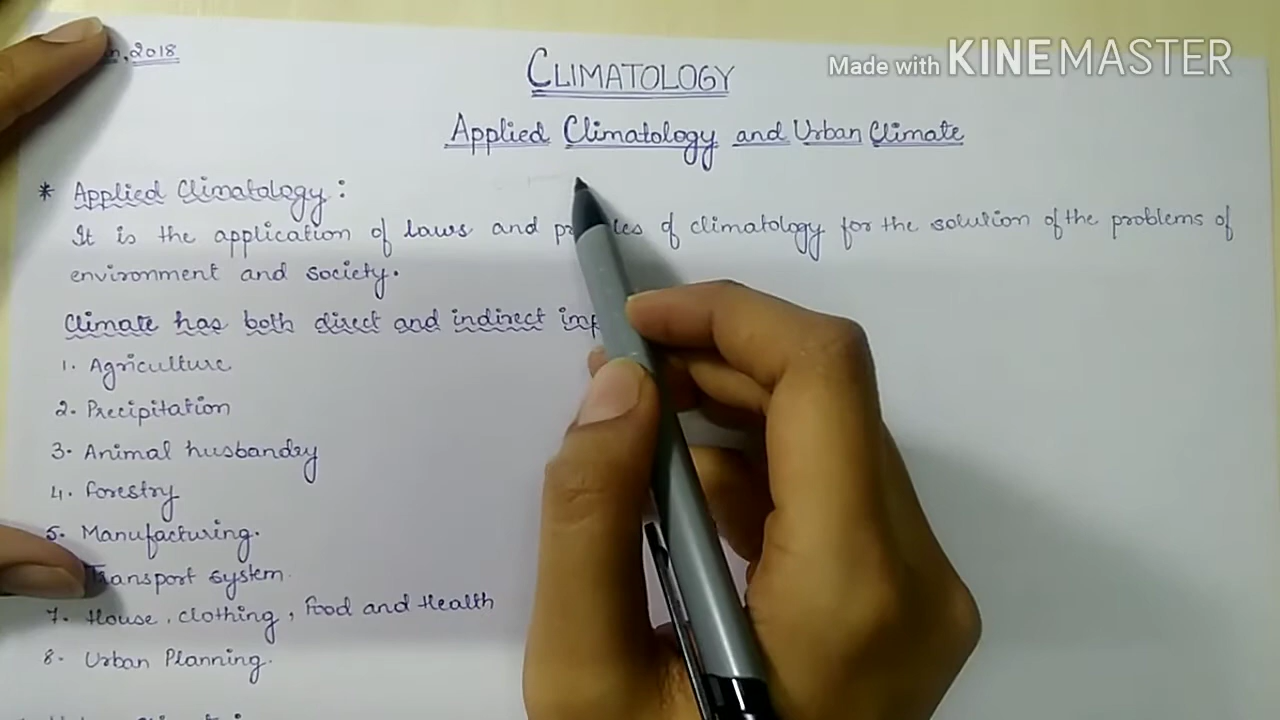 , 2018
Made with KINEMASTER
CLIMATOLOGY
Applied Climatology and Urban Climate
* Applied Climatology :
It is the application of laws and of climatology for the solution of the problems of
environment and society.
Climate has both direct and indirect
1. Agriculture
2. Precipitation
3. Animal husbandry
4. Forestry
5. Manufacturing.
Transport system.
7. House, clothing, Food and Health
8. Urban Planning.